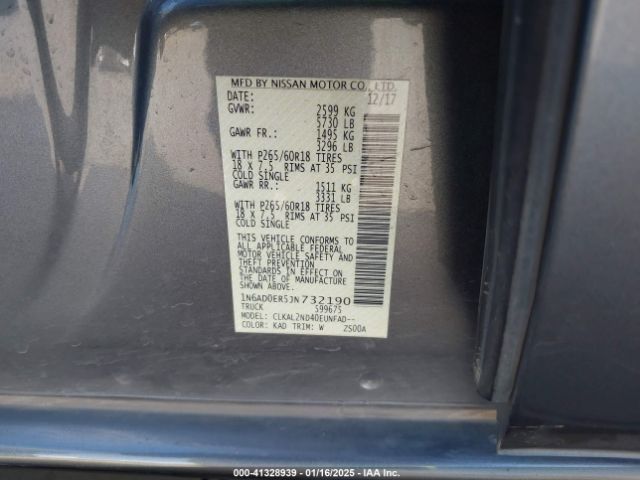 MFD BY NISSAN MOTOR CO., LTD.
DATE: 12/17
GVWR: 2599 KG
5730 LB
GAWR FR.: 1495 KG
3296 LB
WITH P265/60R18 TIRES
18 X 7.5 RIMS AT 35 PSI
COLD SINGLE
GAWR RR.: 1511 KG
3331 LB
WITH P265/60R18 TIRES
18 X 7.5 RIMS AT 35 PSI
COLD SINGLE
THIS VEHICLE CONFORMS TO
ALL APPLICABLE FEDERAL
MOTOR VEHICLE SAFETY AND
THEFT PREVENTION
STANDARDS IN EFFECT ON
THE DATE OF MANUFACTURE
SHOWN ABOVE.
1N6AD0ER5JN732190
TRUCK 599675
MODEL: CLKAL2ND40EUNFAD--
COLOR: KAD TRIM: W ZS00A
000-41328939 - 01/16/2025 - IAA Inc.